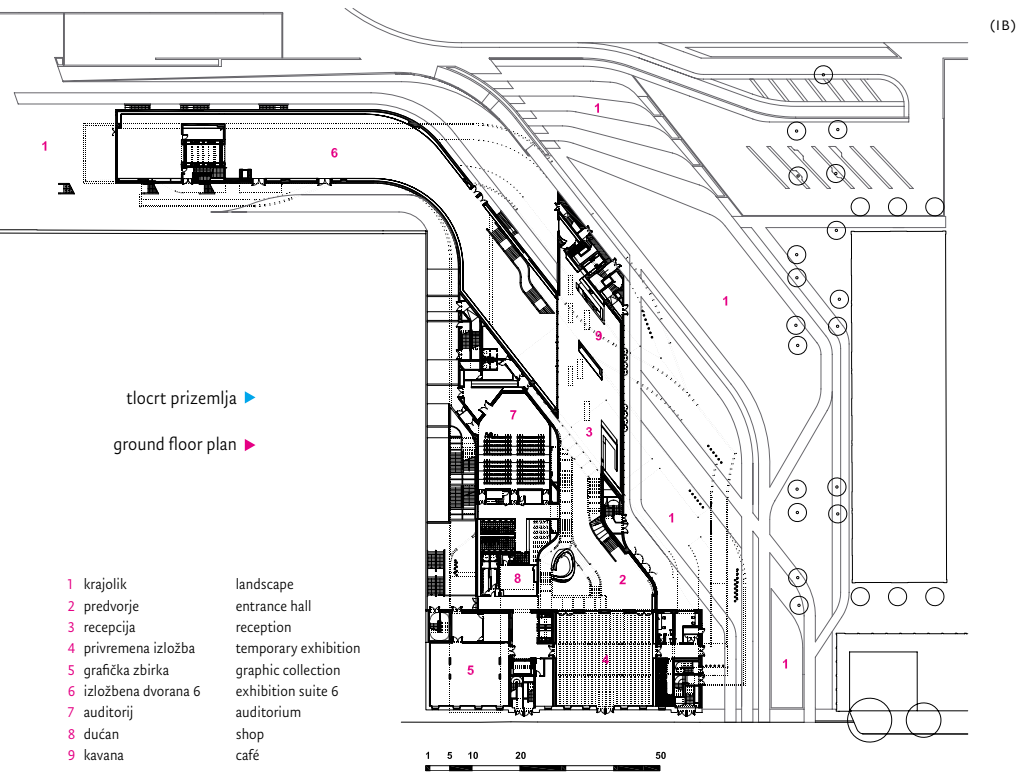 (IB)
1
1
6
1
9
tlocrt prizemlja
7
3
ground floor plan
1
8
2
1 krajolik landscape
2 predvorje entrance hall
3 recepcija reception
4 privremena izložba temporary exhibition
5 grafička zbirka graphic collection
6 izložbena dvorana 6 exhibition suite 6
7 auditorij auditorium
8 dućan shop
9 kavana café
5
4
1
1 5 10 20 50